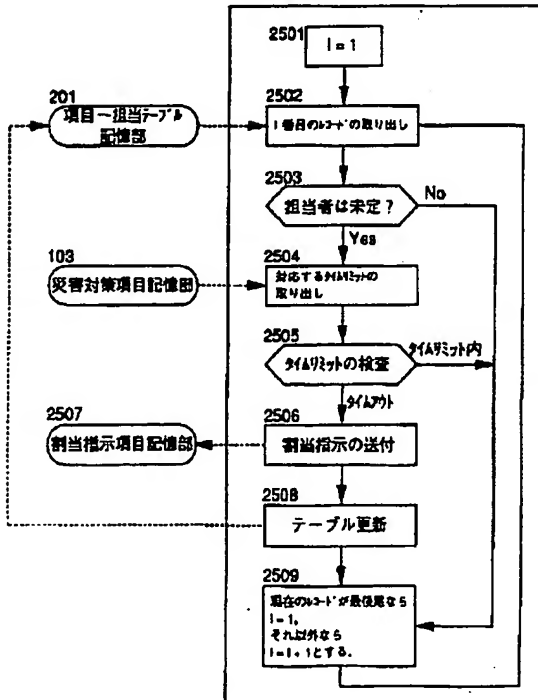 2501
I=1
201
項目～担当テーブル
記憶部
2502
I番目のレコードの取り出し
2503
担当者は未定？
No
Yes
103
災害対策項目記憶部
2504
対応するタイムリミットの
取り出し
2505
タイムリミットの検査
タイムリミット内
タイムアウト
2507
割当指示項目記憶部
2506
割当指示の送付
2508
テーブル更新
2509
現在のレコードが最後尾なら
I=1,
それ以外なら
I=I+1とする.